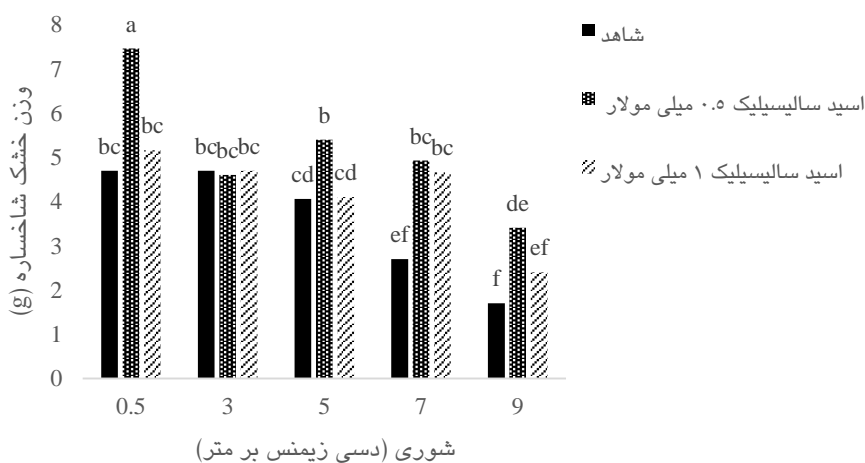 8
7
6
5
4
3
2
1
0
وزن خشک شاخساره (g)
bc a bc
bc bc bc
cd b cd
ef bc bc
f de ef
0.5 3 5 7 9
شوری (دسی زیمنس بر متر)
شاهد
اسید سالیسیلیک ۰.۵ میلی مولار
اسید سالیسیلیک ۱ میلی مولار